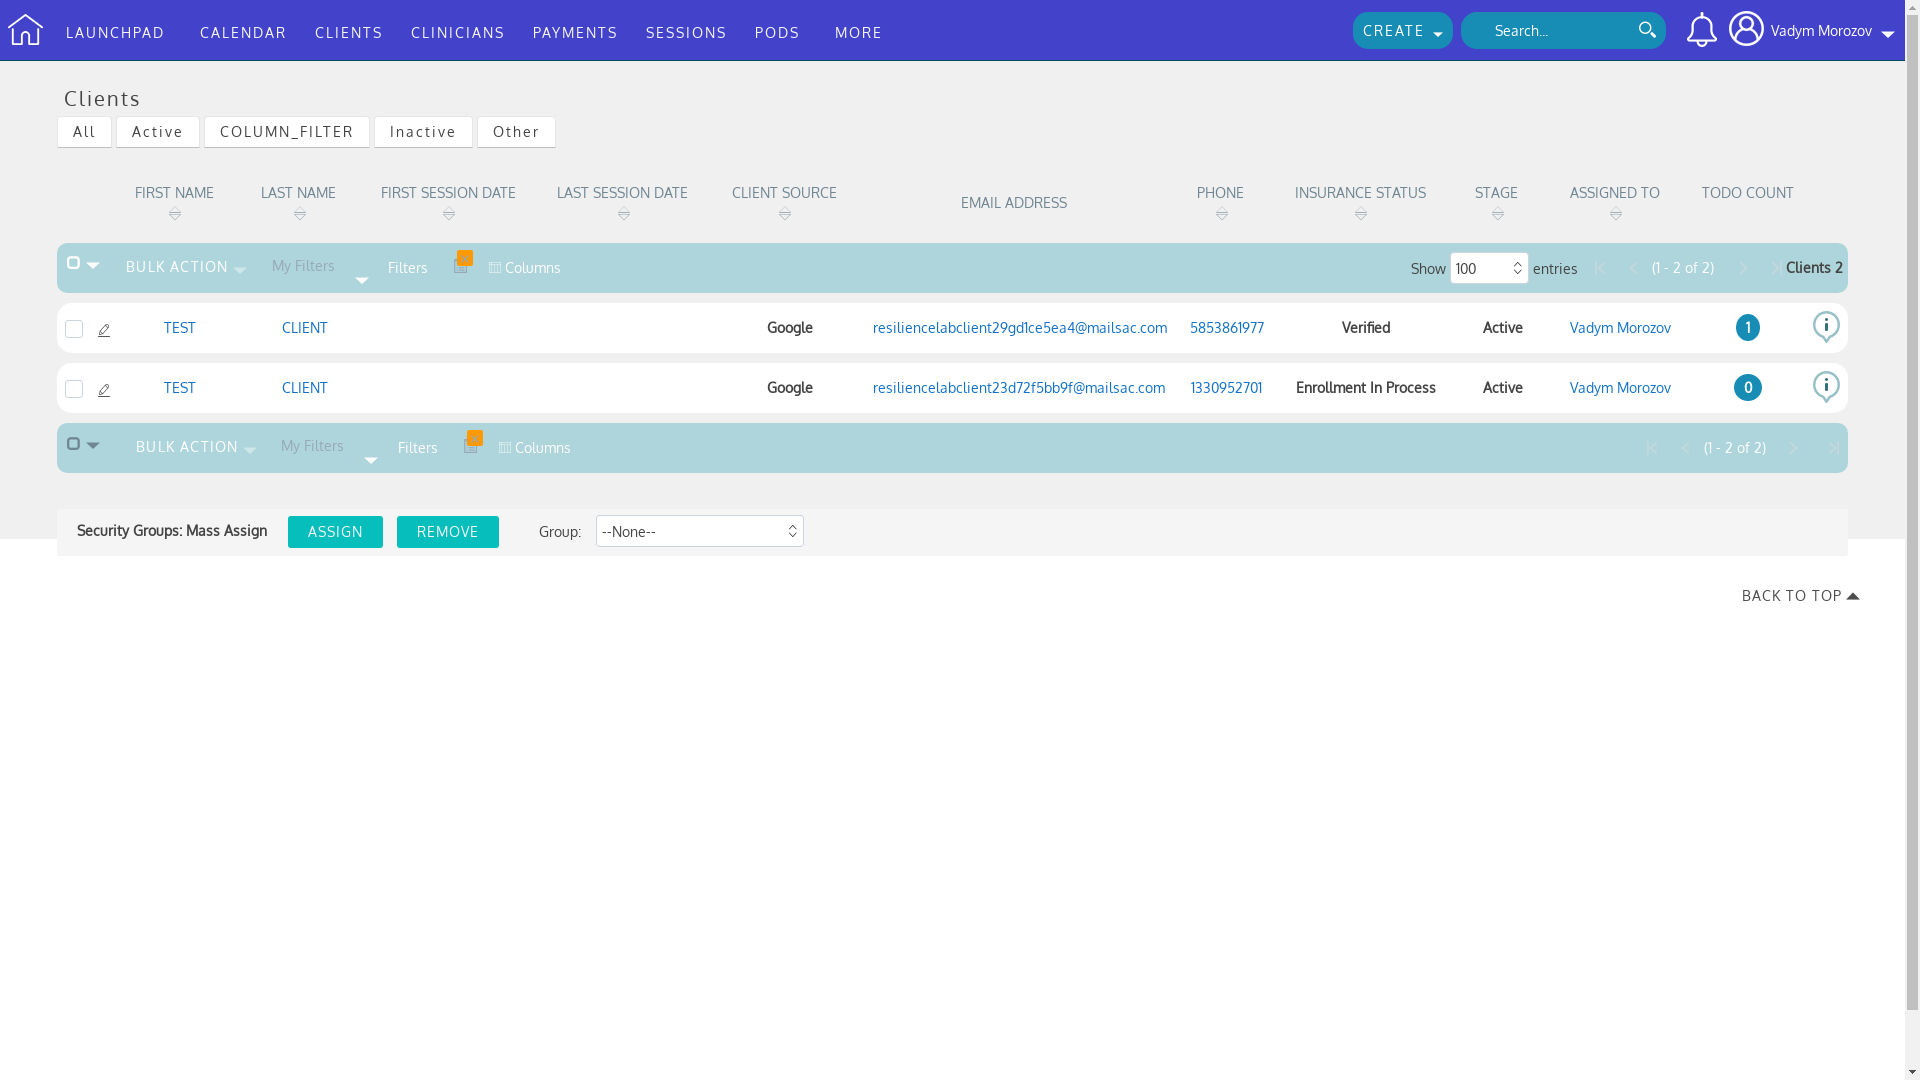 LAUNCHPAD CALENDAR CLIENTS CLINICIANS PAYMENTS SESSIONS PODS MORE CREATE Search... Vadym Morozov
Clients
All Active COLUMN_FILTER Inactive Other
FIRST NAME LAST NAME FIRST SESSION DATE LAST SESSION DATE CLIENT SOURCE EMAIL ADDRESS PHONE INSURANCE STATUS STAGE ASSIGNED TO TODO COUNT
BULK ACTION My Filters Filters Columns Show 100 entries (1 - 2 of 2) Clients 2
TEST CLIENT Google resiliencelabclient29gd1ce5ea4@mailsac.com 5853861977 Verified Active Vadym Morozov 1
TEST CLIENT Google resiliencelabclient23d72f5bb9f@mailsac.com 1330952701 Enrollment In Process Active Vadym Morozov 0
BULK ACTION My Filters Filters Columns (1 - 2 of 2)
Security Groups: Mass Assign ASSIGN REMOVE Group: --None--
BACK TO TOP